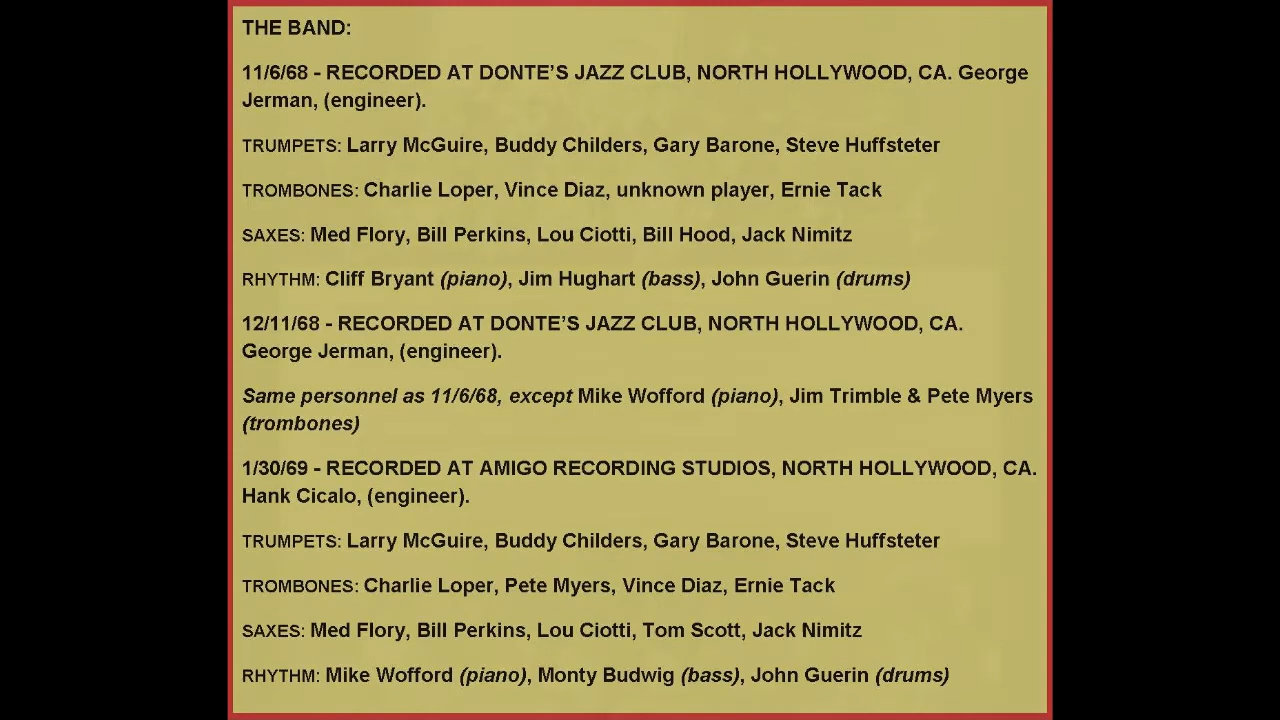 THE BAND:
11/6/68 - RECORDED AT DONTE’S JAZZ CLUB, NORTH HOLLYWOOD, CA. George
Jerman, (engineer).
TRUMPETS: Larry McGuire, Buddy Childers, Gary Barone, Steve Huffsteter
TROMBONES: Charlie Loper, Vince Diaz, unknown player, Ernie Tack
SAXES: Med Flory, Bill Perkins, Lou Ciotti, Bill Hood, Jack Nimitz
RHYTHM: Cliff Bryant (piano), Jim Hughart (bass), John Guerin (drums)
12/11/68 - RECORDED AT DONTE’S JAZZ CLUB, NORTH HOLLYWOOD, CA.
George Jerman, (engineer).
Same personnel as 11/6/68, except Mike Wofford (piano), Jim Trimble & Pete Myers
(trombones)
1/30/69 - RECORDED AT AMIGO RECORDING STUDIOS, NORTH HOLLYWOOD, CA.
Hank Cicalo, (engineer).
TRUMPETS: Larry McGuire, Buddy Childers, Gary Barone, Steve Huffsteter
TROMBONES: Charlie Loper, Pete Myers, Vince Diaz, Ernie Tack
SAXES: Med Flory, Bill Perkins, Lou Ciotti, Tom Scott, Jack Nimitz
RHYTHM: Mike Wofford (piano), Monty Budwig (bass), John Guerin (drums)